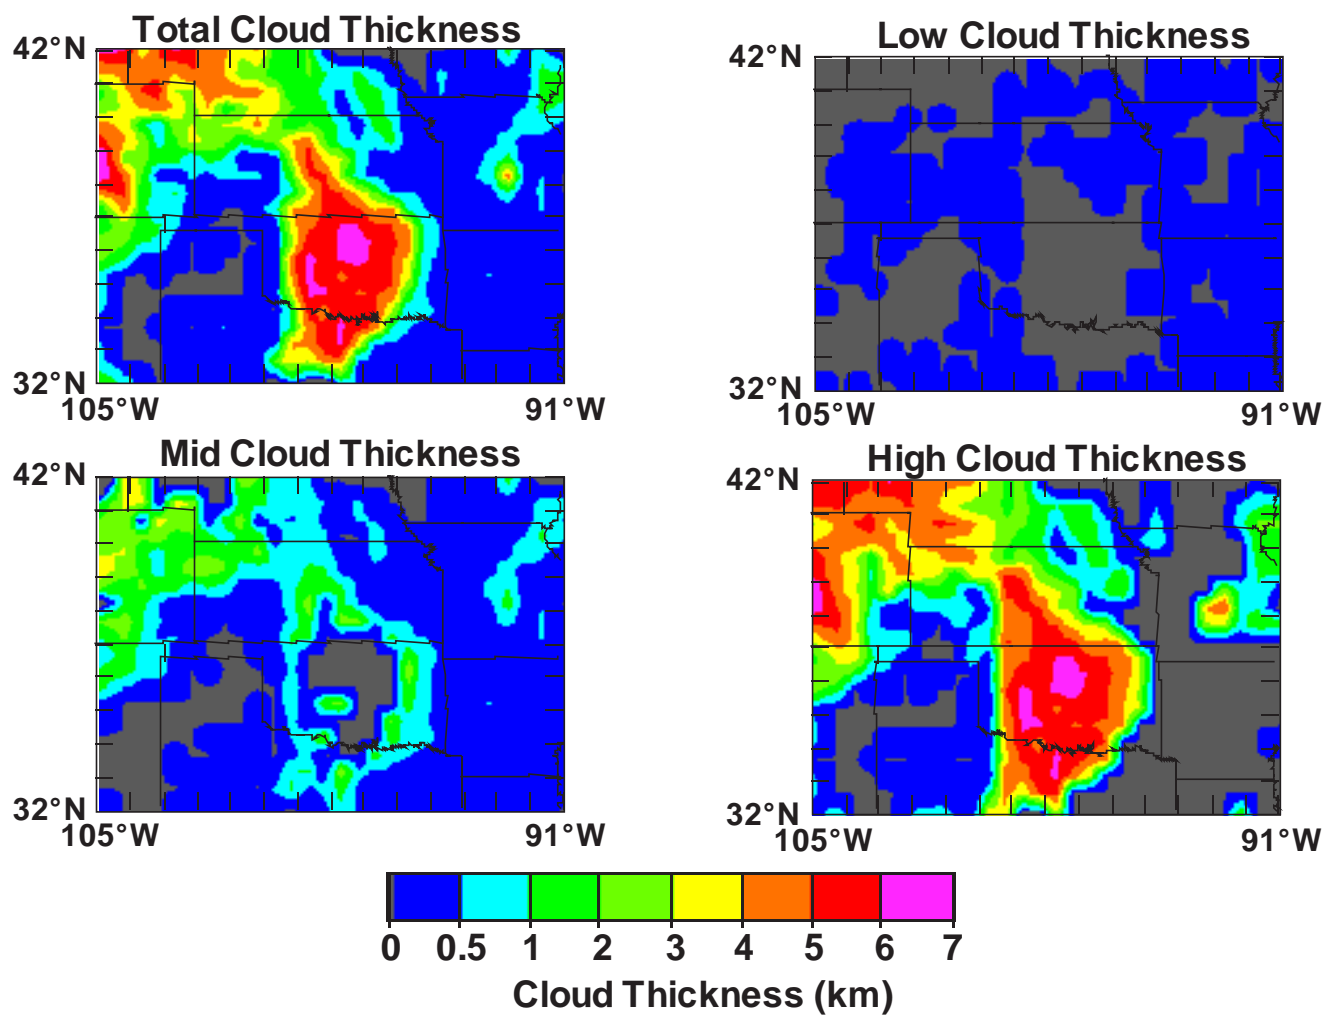 Total Cloud Thickness
42°N
32°N
105°W 91°W
Low Cloud Thickness
42°N
32°N
105°W 91°W
Mid Cloud Thickness
42°N
32°N
105°W 91°W
High Cloud Thickness
42°N
32°N
105°W 91°W
0 0.5 1 2 3 4 5 6 7
Cloud Thickness (km)